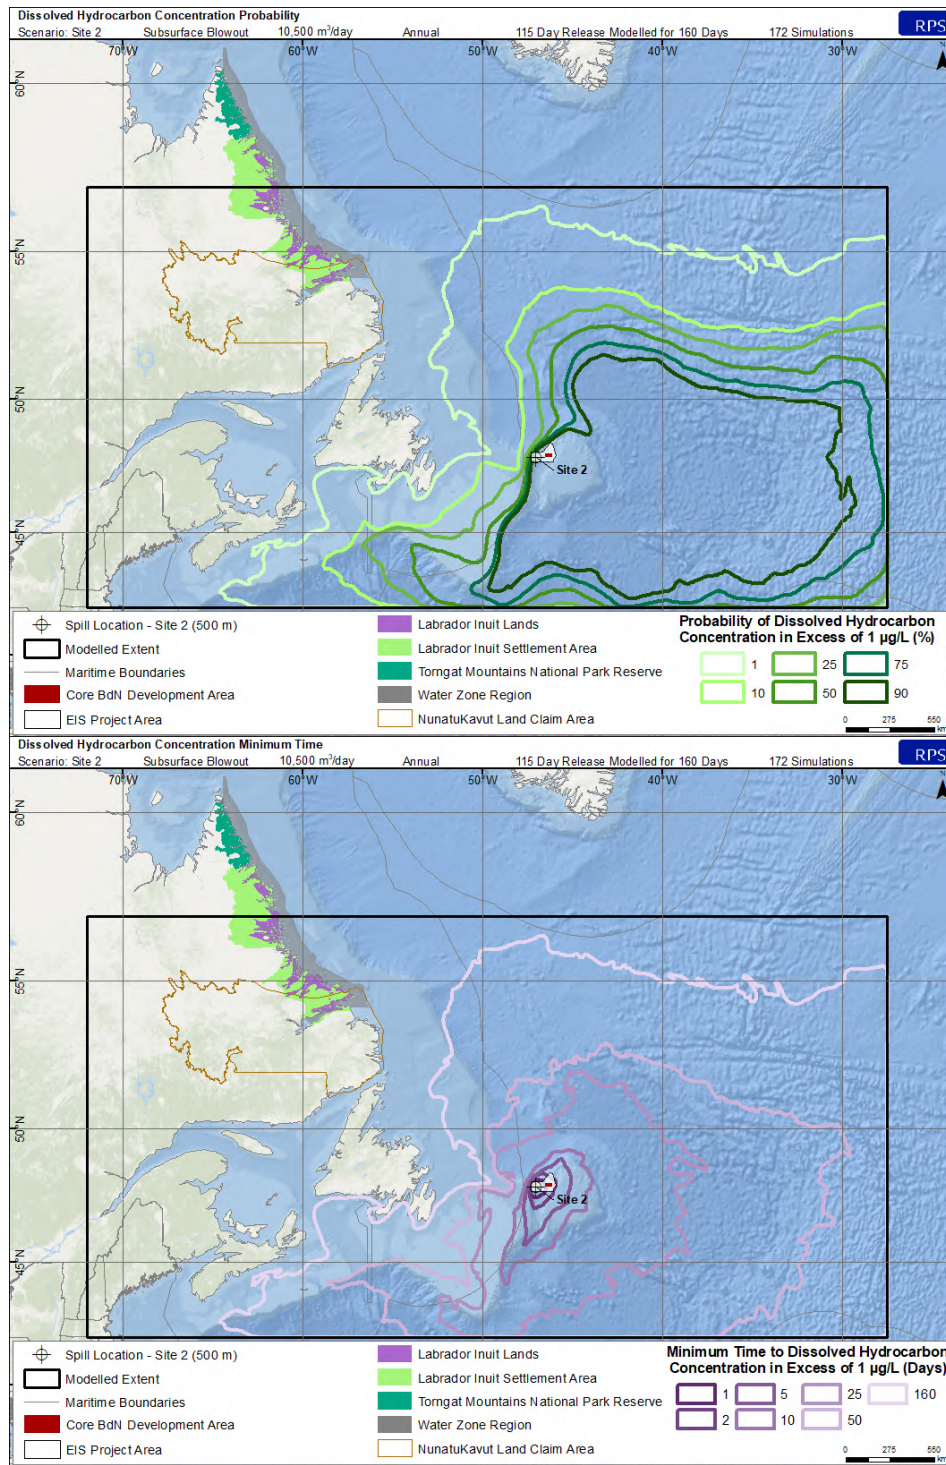 Dissolved Hydrocarbon Concentration Probability
Scenario: Site 2 Subsurface Blowout 10,500 m³/day Annual 115 Day Release Modelled for 160 Days 172 Simulations
RPS
N
70°W 60°W 50°W 40°W 30°W
60°N
55°N
50°N
45°N
Site 2
Spill Location - Site 2 (500 m)
Modelled Extent
Maritime Boundaries
Core BdN Development Area
EIS Project Area
Labrador Inuit Lands
Labrador Inuit Settlement Area
Torngat Mountains National Park Reserve
Water Zone Region
NunatuKavut Land Claim Area
Probability of Dissolved Hydrocarbon
Concentration in Excess of 1 µg/L (%)
1 25 75
10 50 90
0 275 550
km
Dissolved Hydrocarbon Concentration Minimum Time
Scenario: Site 2 Subsurface Blowout 10,500 m³/day Annual 115 Day Release Modelled for 160 Days 172 Simulations
RPS
N
70°W 60°W 50°W 40°W 30°W
60°N
55°N
50°N
45°N
Site 2
Spill Location - Site 2 (500 m)
Modelled Extent
Maritime Boundaries
Core BdN Development Area
EIS Project Area
Labrador Inuit Lands
Labrador Inuit Settlement Area
Torngat Mountains National Park Reserve
Water Zone Region
NunatuKavut Land Claim Area
Minimum Time to Dissolved Hydrocarbon
Concentration in Excess of 1 µg/L (Days)
1 5 25 160
2 10 50
0 275 550
km